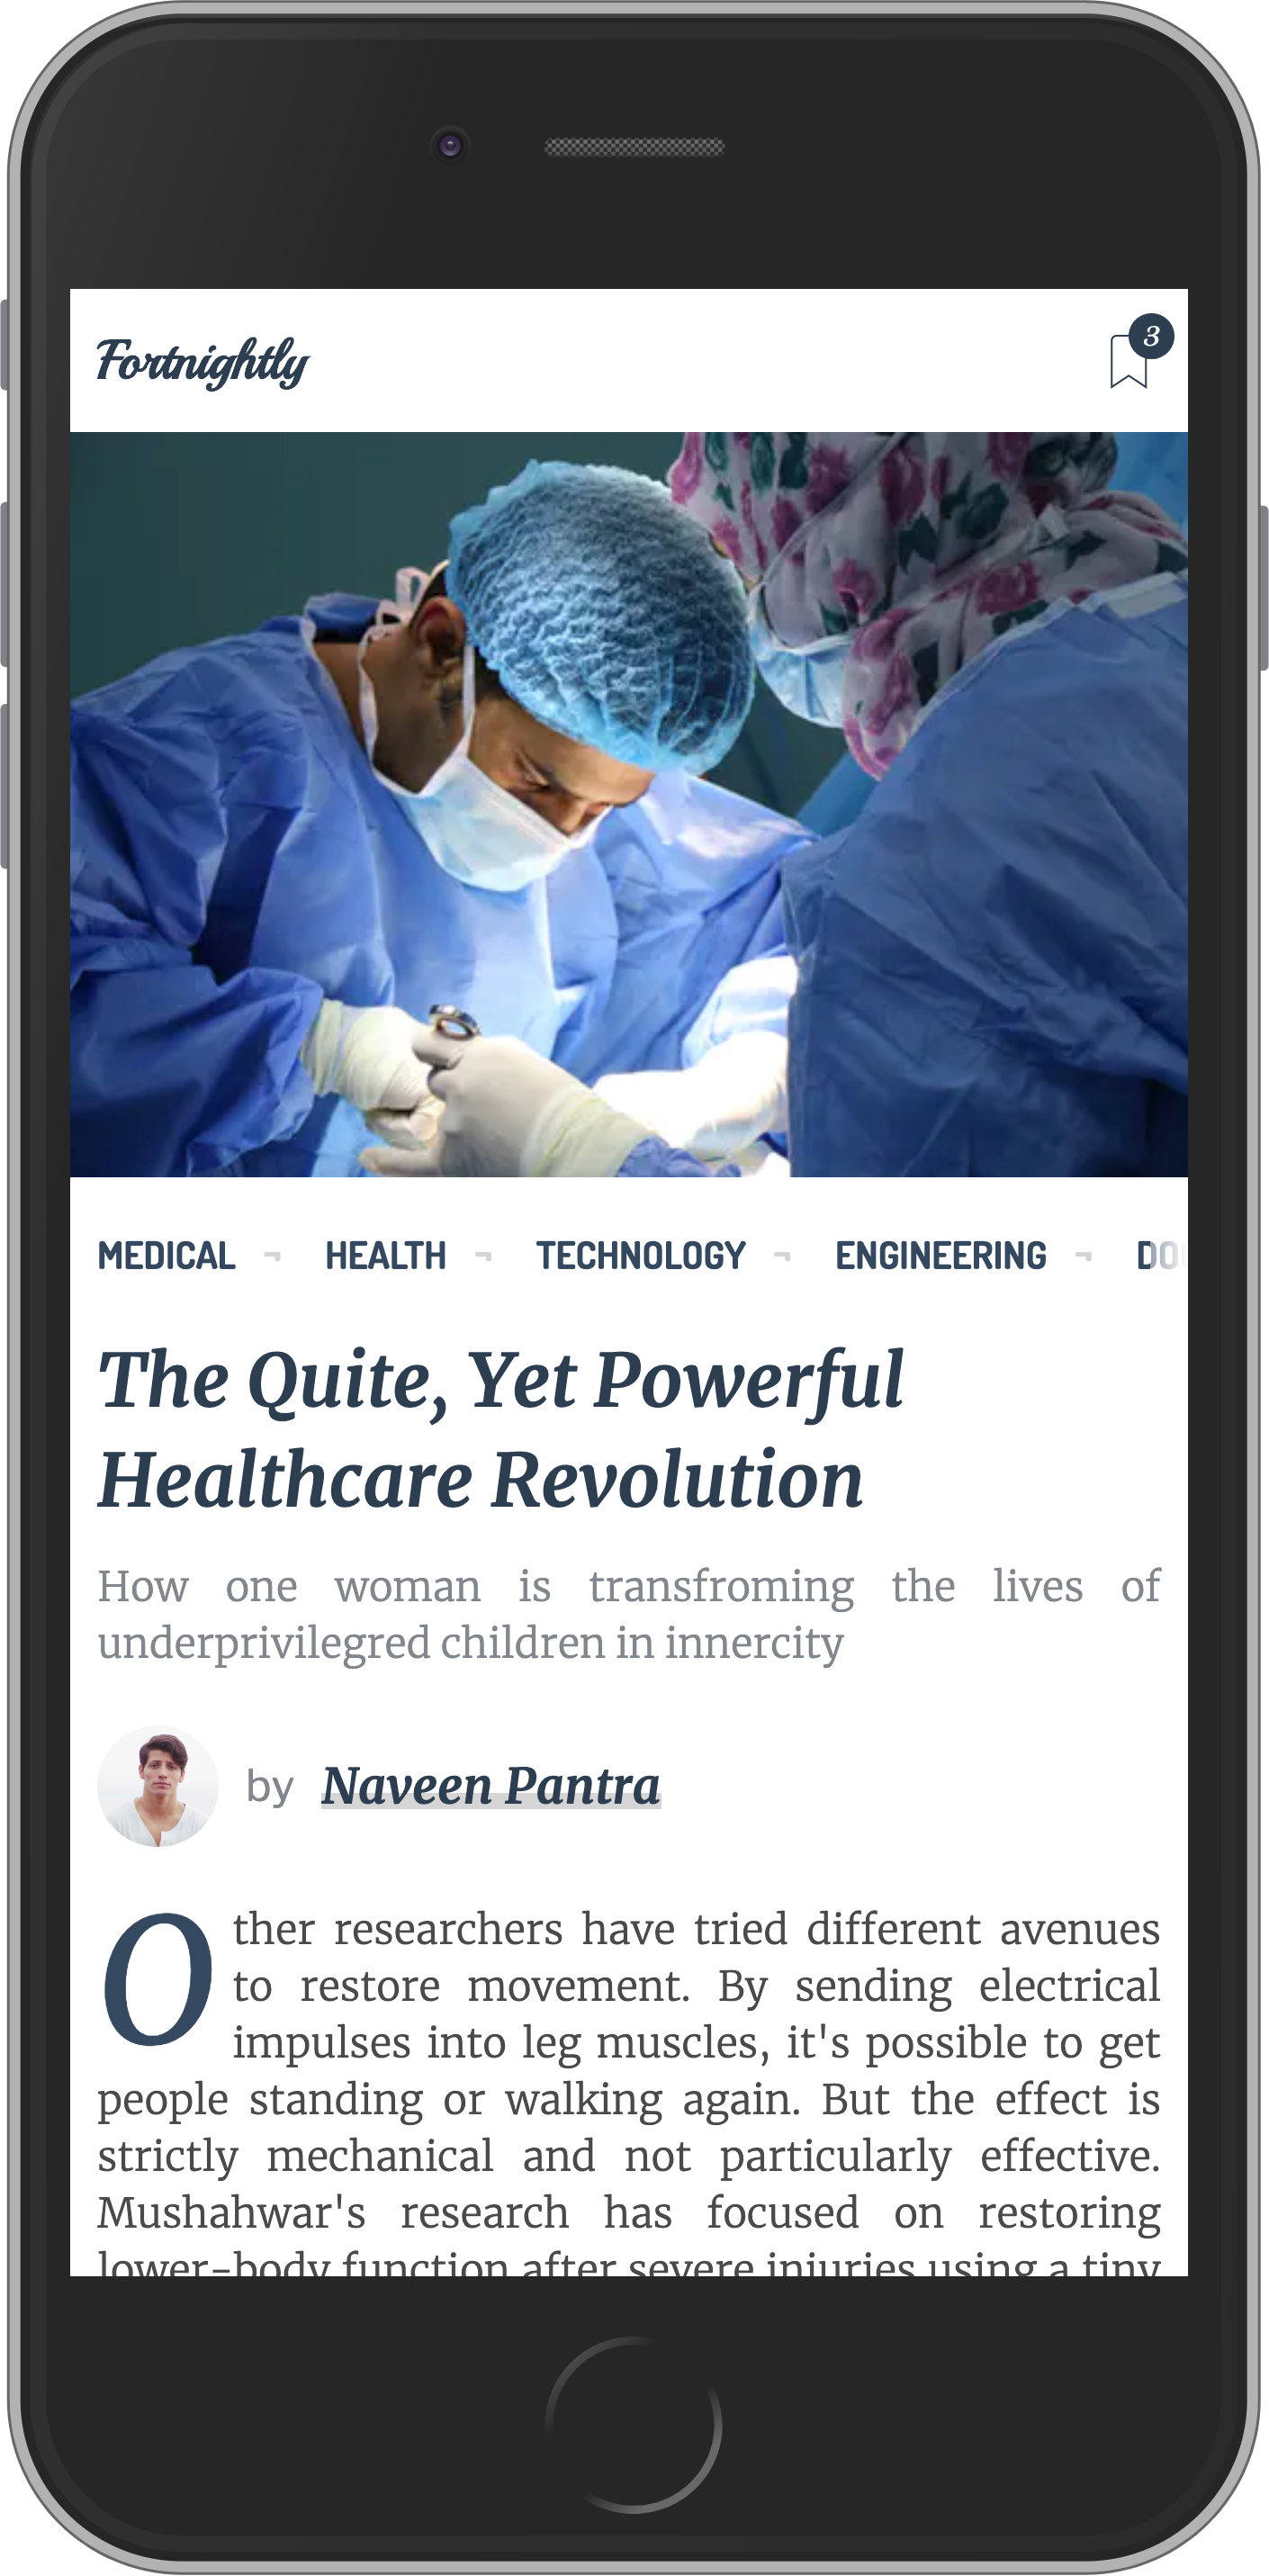 Fortnightly
3
MEDICAL ¬ HEALTH ¬ TECHNOLOGY ¬ ENGINEERING ¬
The Quite, Yet Powerful
Healthcare Revolution
How one woman is transfroming the lives of
underprivilegred children in innercity
by Naveen Pantra
Other researchers have tried different avenues
to restore movement. By sending electrical
impulses into leg muscles, it's possible to get
people standing or walking again. But the effect is
strictly mechanical and not particularly effective.
Mushahwar's research has focused on restoring
lower-body function after severe injuries using a tiny